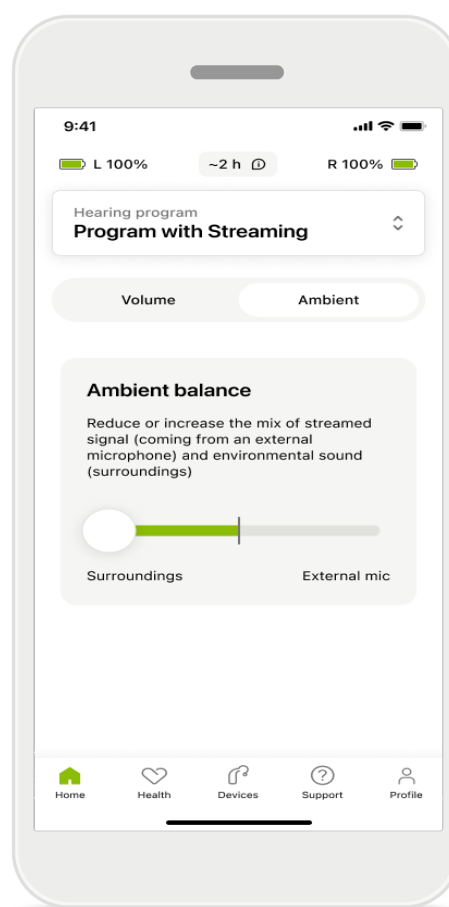 9:41
L 100% ~2 h R 100%
Hearing program
Program with Streaming
Volume Ambient
Ambient balance
Reduce or increase the mix of streamed
signal (coming from an external
microphone) and environmental sound
(surroundings)
Surroundings External mic
Home Health Devices Support Profile